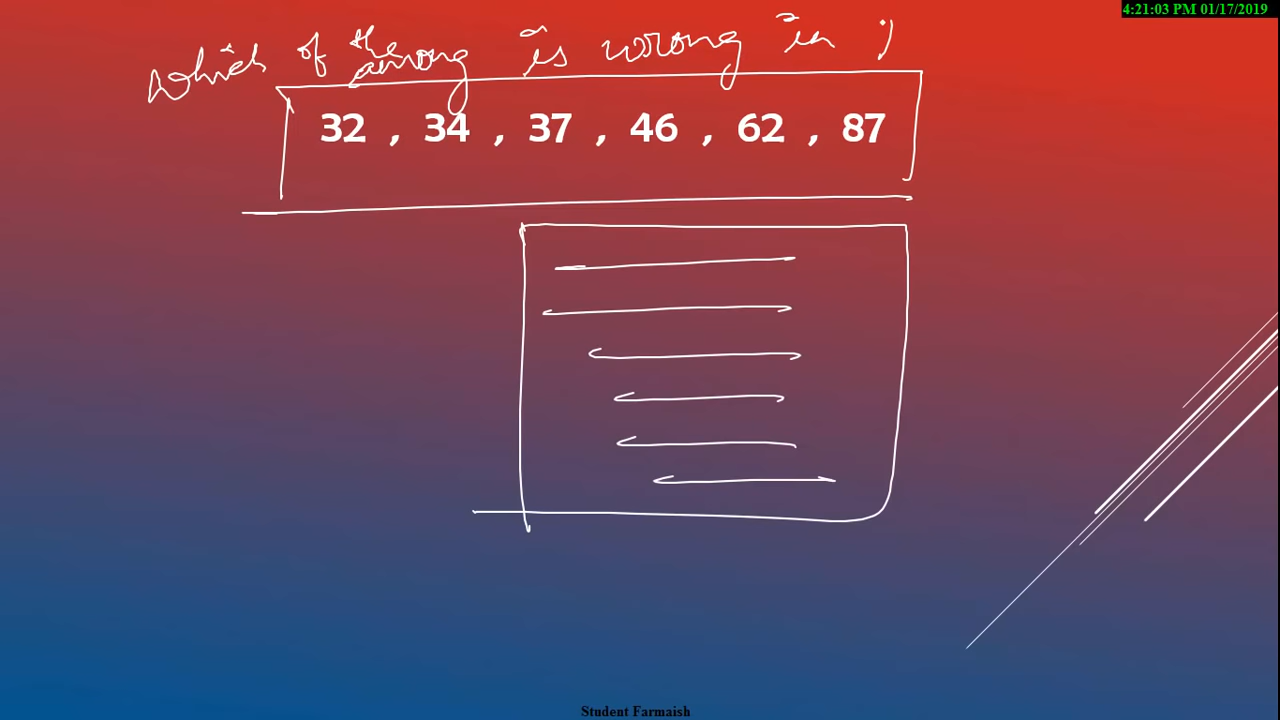 4:21:03 PM 01/17/2019
which of the
among is wrong in ;
32 , 34 , 37 , 46 , 62 , 87
Student Farmaish